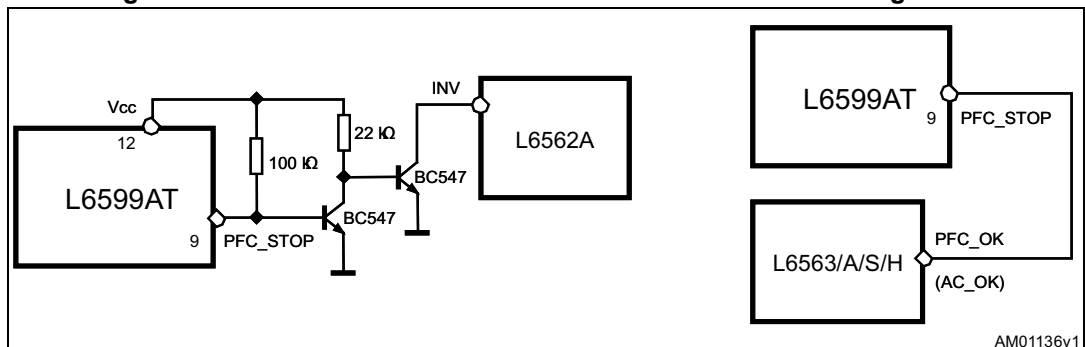 Vcc
12
L6599AT
9
PFC_STOP
100 kΩ
22 kΩ
BC547
BC547
INV
L6562A
L6599AT
9
PFC_STOP
L6563/A/S/H
PFC_OK
(AC_OK)
AM01136v1